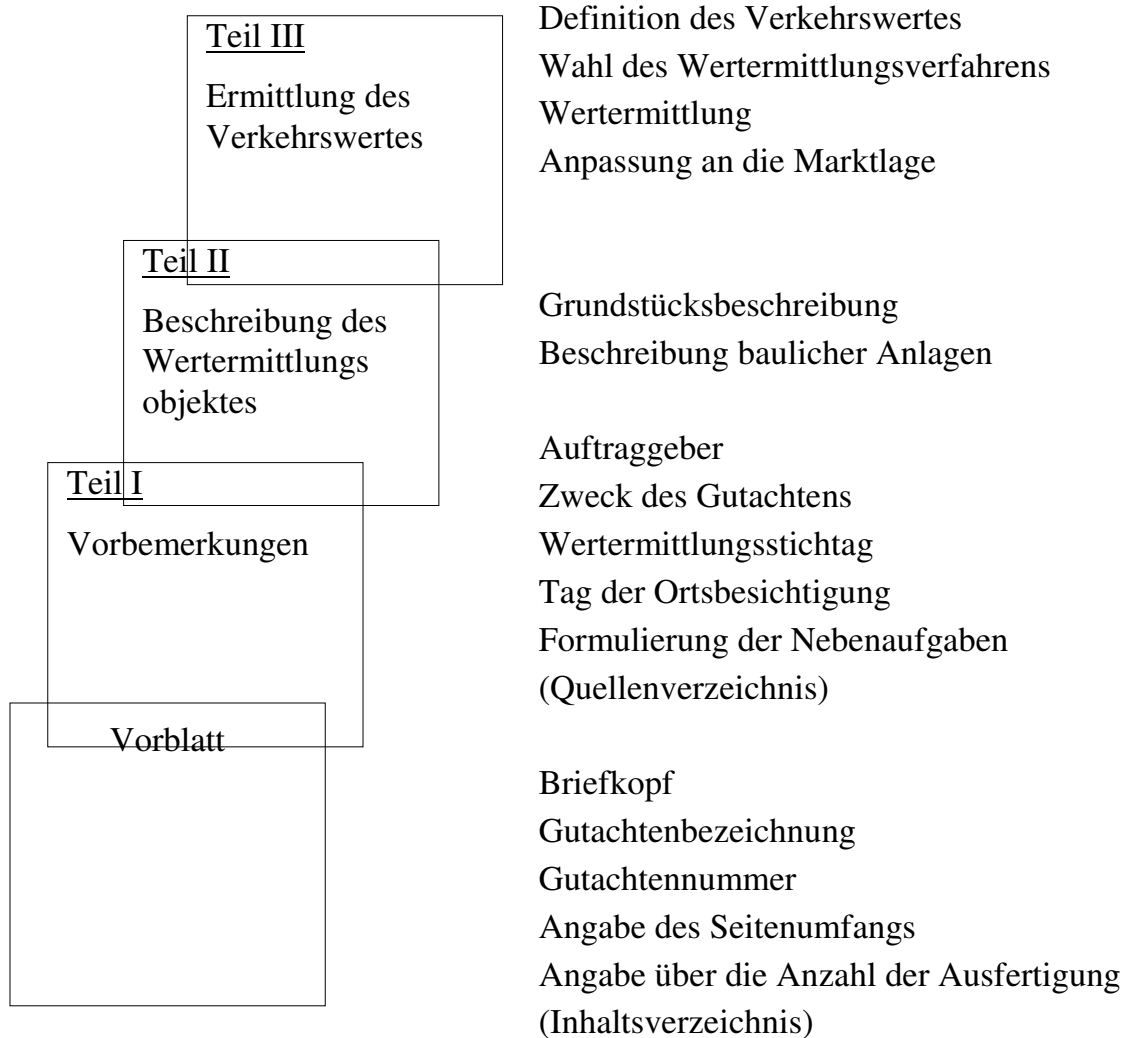 Teil III
Ermittlung des
Verkehrswertes
Definition des Verkehrswertes
Wahl des Wertermittlungsverfahrens
Wertermittlung
Anpassung an die Marktlage
Teil II
Beschreibung des
Wertermittlungs
objektes
Grundstücksbeschreibung
Beschreibung baulicher Anlagen
Teil I
Vorbemerkungen
Auftraggeber
Zweck des Gutachtens
Wertermittlungsstichtag
Tag der Ortsbesichtigung
Formulierung der Nebenaufgaben
(Quellenverzeichnis)
Vorblatt
Briefkopf
Gutachtenbezeichnung
Gutachtennummer
Angabe des Seitenumfangs
Angabe über die Anzahl der Ausfertigung
(Inhaltsverzeichnis)